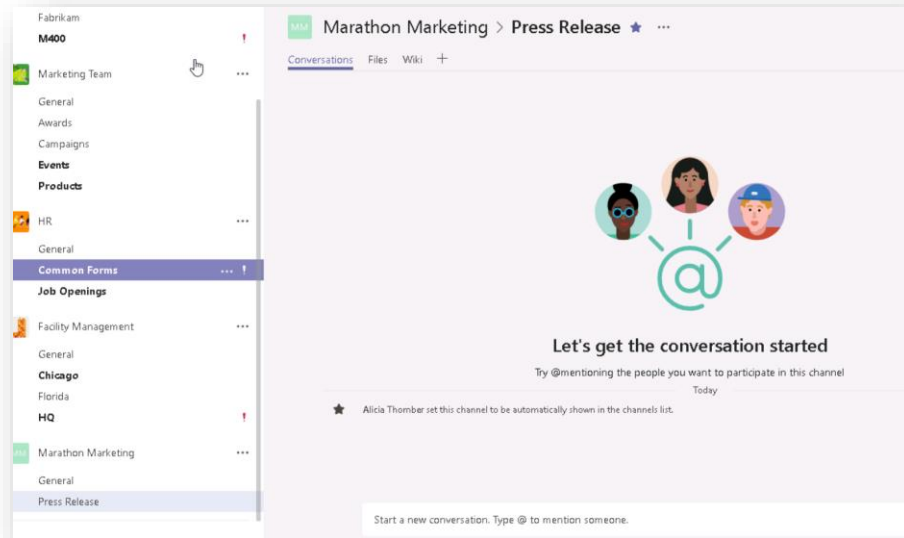 Fabrikam
M400
Marketing Team
General
Awards
Campaigns
Events
Products
HR
General
Common Forms
Job Openings
Facility Management
General
Chicago
Florida
HQ
MM Marathon Marketing
General
Press Release
MM Marathon Marketing > Press Release
Conversations Files Wiki
@
Let's get the conversation started
Try @mentioning the people you want to participate in this channel
Today
Alicia Thomber set this channel to be automatically shown in the channels list.
Start a new conversation. Type @ to mention someone.